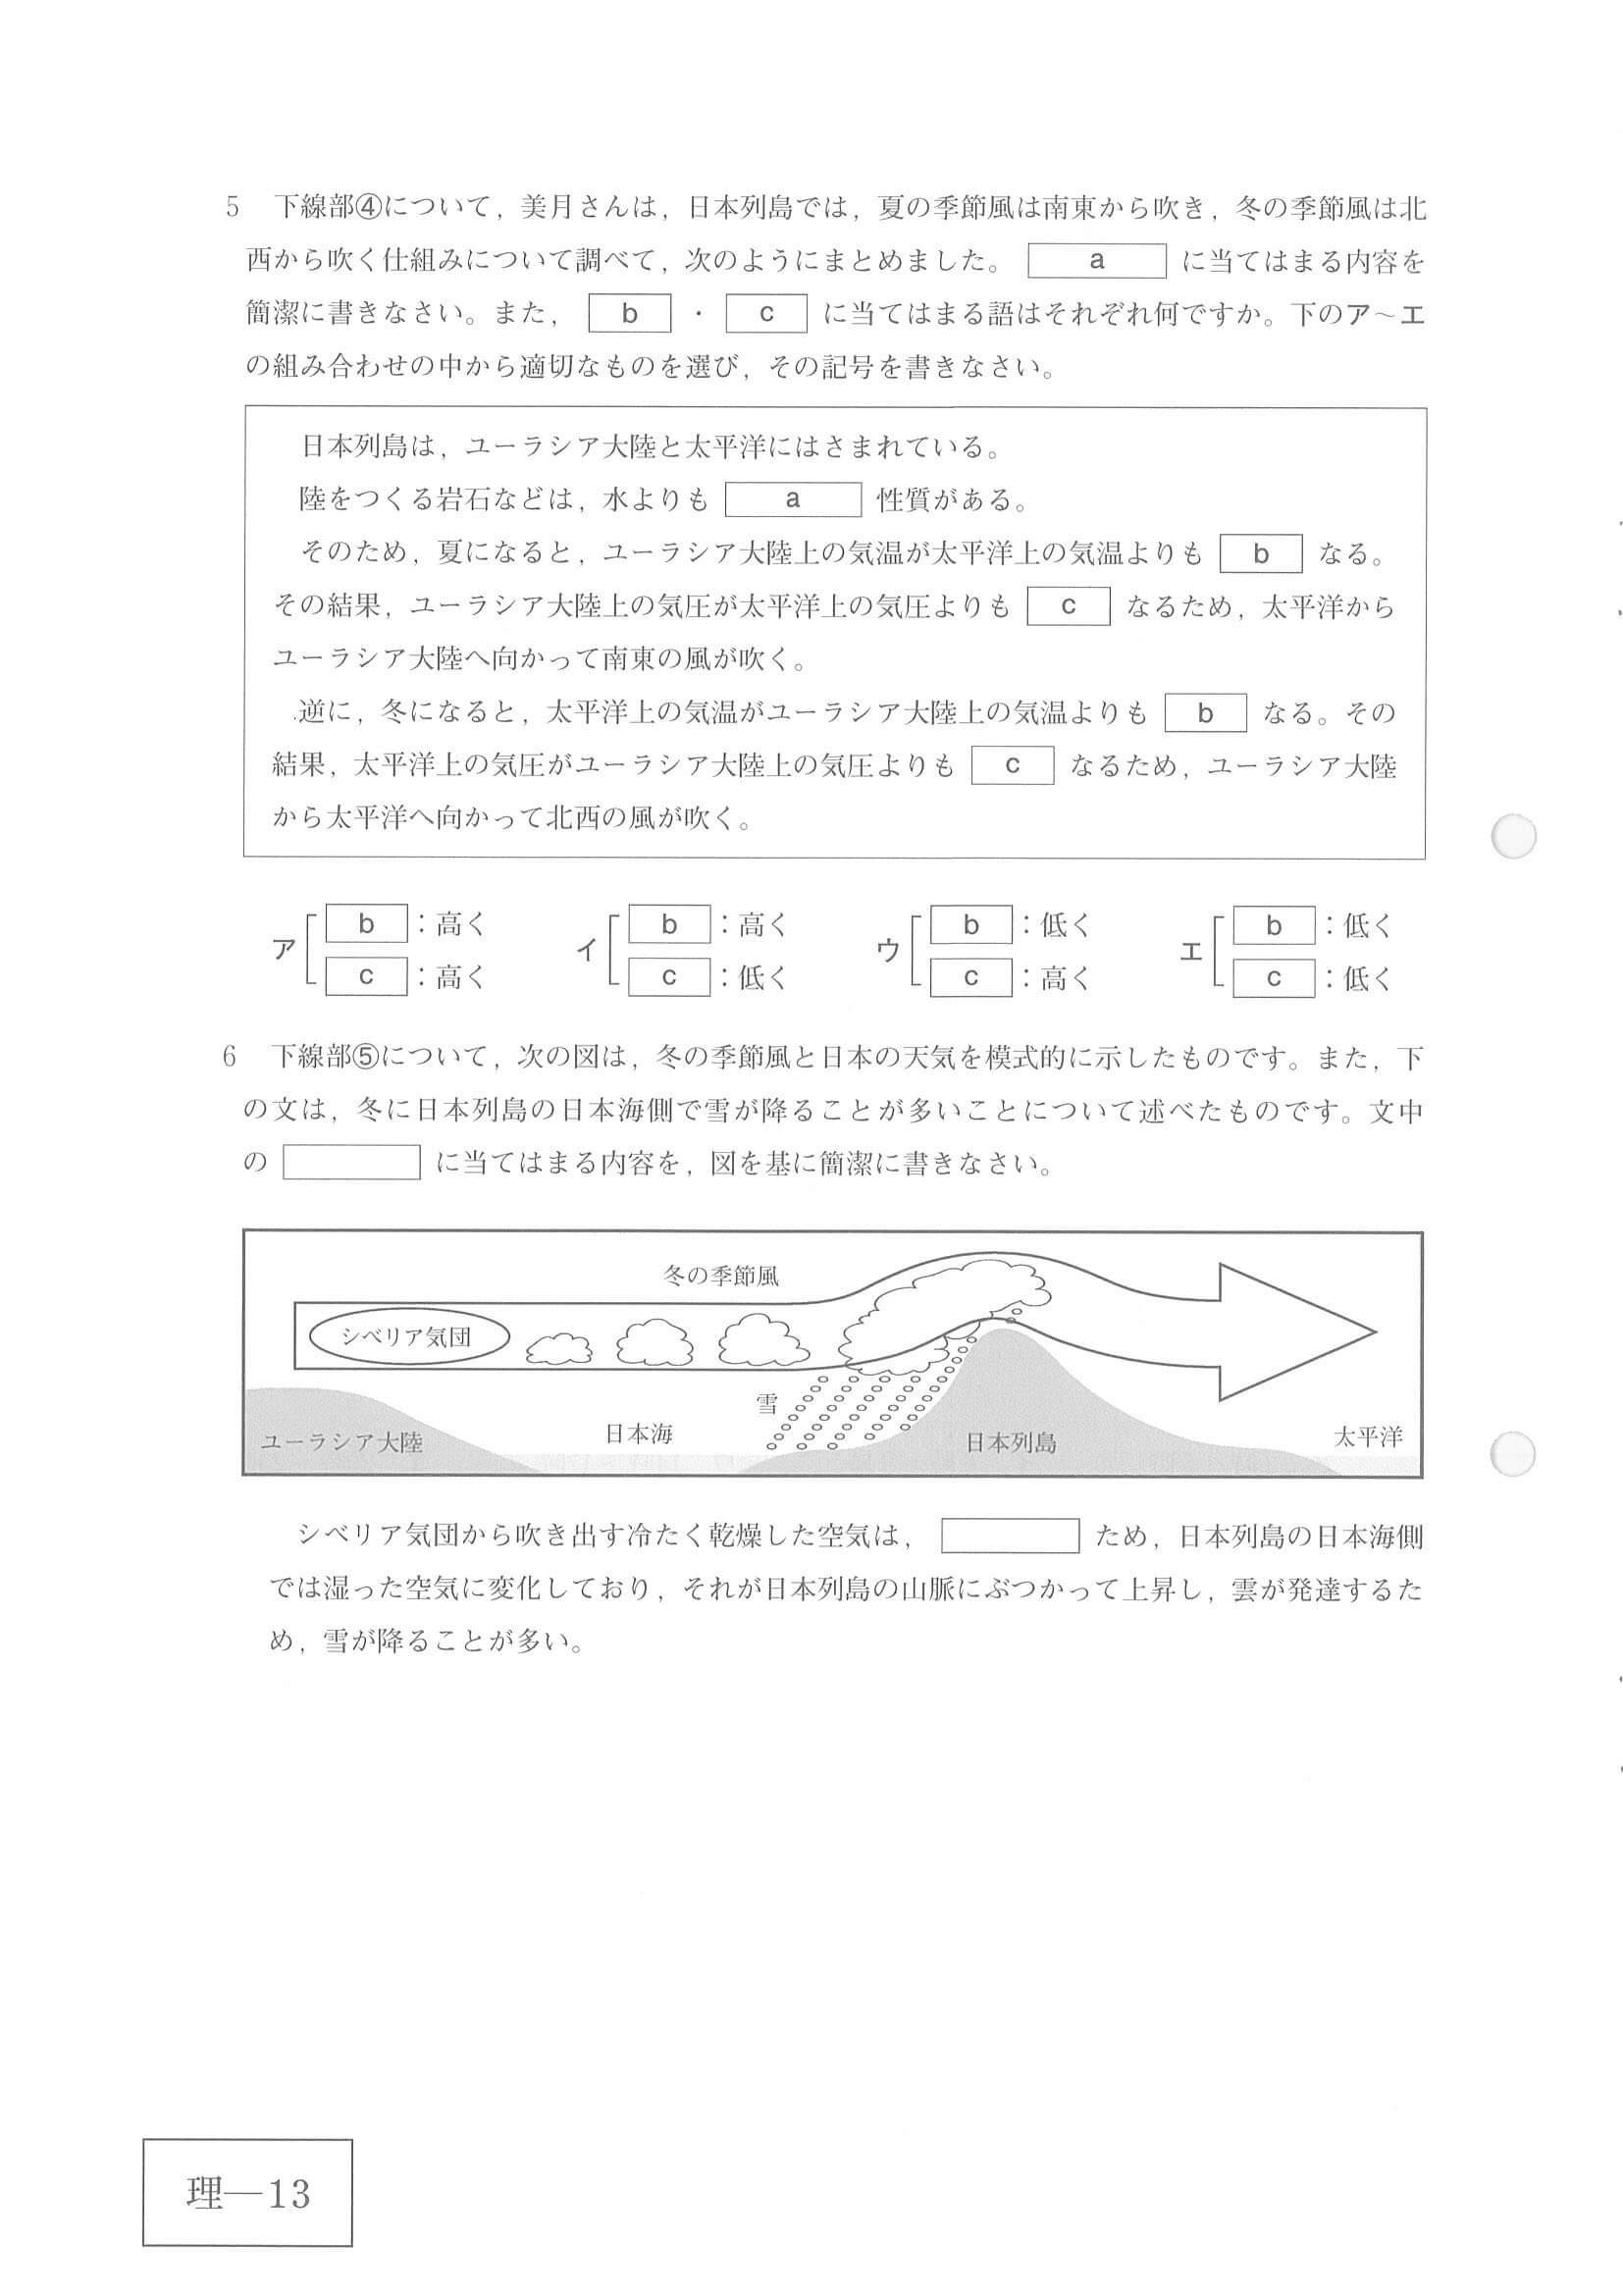 5　下線部④について，美月さんは，日本列島では，夏の季節風は南東から吹き，冬の季節風は北
西から吹く仕組みについて調べて，次のようにまとめました。 a に当てはまる内容を
簡潔に書きなさい。また， b ・ c に当てはまる語はそれぞれ何ですか。下のア～エ
の組み合わせの中から適切なものを選び，その記号を書きなさい。
日本列島は，ユーラシア大陸と太平洋にはさまれている。
陸をつくる岩石などは，水よりも a 性質がある。
そのため，夏になると，ユーラシア大陸上の気温が太平洋上の気温よりも b なる。
その結果，ユーラシア大陸上の気圧が太平洋上の気圧よりも c なるため，太平洋から
ユーラシア大陸へ向かって南東の風が吹く。
逆に，冬になると，太平洋上の気温がユーラシア大陸上の気温よりも b なる。その
結果，太平洋上の気圧がユーラシア大陸上の気圧よりも c なるため，ユーラシア大陸
から太平洋へ向かって北西の風が吹く。
ア b ：高く c ：高く
イ b ：高く c ：低く
ウ b ：低く c ：高く
エ b ：低く c ：低く
6　下線部⑤について，次の図は，冬の季節風と日本の天気を模式的に示したものです。また，下
の文は，冬に日本列島の日本海側で雪が降ることが多いことについて述べたものです。文中
の に当てはまる内容を，図を基に簡潔に書きなさい。
冬の季節風
シベリア気団
雪
ユーラシア大陸
日本海
日本列島
太平洋
シベリア気団から吹き出す冷たく乾燥した空気は， ため，日本列島の日本海側
では湿った空気に変化しており，それが日本列島の山脈にぶつかって上昇し，雲が発達するた
め，雪が降ることが多い。
理―13